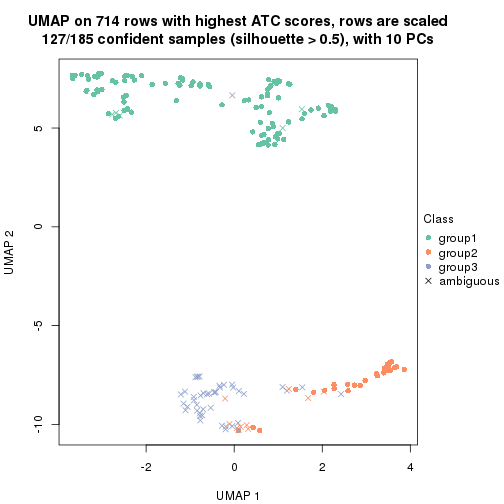 UMAP on 714 rows with highest ATC scores, rows are scaled
127/185 confident samples (silhouette > 0.5), with 10 PCs
5
0
-5
-10
UMAP 2
-2
0
2
4
UMAP 1
Class
group1
group2
group3
ambiguous